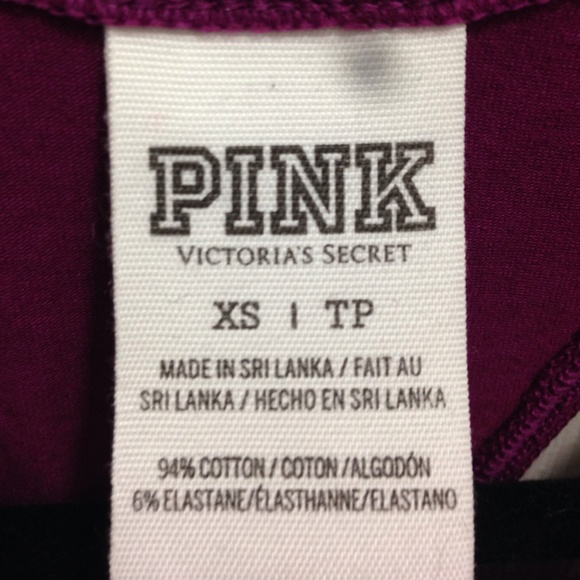 PINK
VICTORIA'S SECRET
XS | TP
MADE IN SRI LANKA / FAIT AU
SRI LANKA / HECHO EN SRI LANKA
94% COTTON / COTON / ALGODÓN
6% ELASTANE/ÉLASTHANNE/ELASTANO